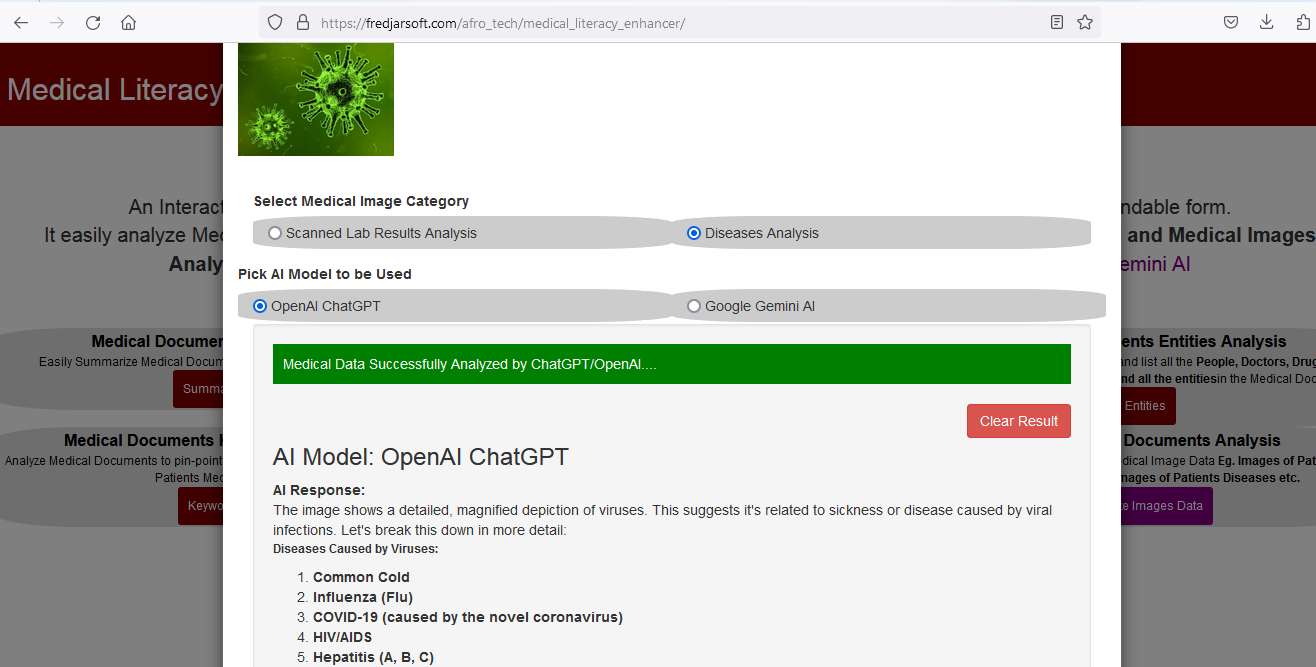 https://fredjarsoft.com/afro_tech/medical_literacy_enhancer/
Medical Literacy
An Interact
ndable form.
It easily analyze Med
and Medical Images
Analy
emini AI
Select Medical Image Category
Scanned Lab Results Analysis
Diseases Analysis
Pick AI Model to be Used
OpenAI ChatGPT
Google Gemini AI
Medical Documen
Easily Summarize Medical Docum
Summa
ents Entities Analysis
and list all the People, Doctors, Drug
nd all the entitiesin the Medical Doc
Entities
Medical Documents K
Analyze Medical Documents to pin-point
Patients Med
Keywo
Documents Analysis
dical Image Data Eg. Images of Pat
mages of Patients Diseases etc.
e Images Data
Medical Data Successfully Analyzed by ChatGPT/OpenAI....
Clear Result
AI Model: OpenAI ChatGPT
AI Response:
The image shows a detailed, magnified depiction of viruses. This suggests it's related to sickness or disease caused by viral
infections. Let's break this down in more detail:
Diseases Caused by Viruses:
1. Common Cold
2. Influenza (Flu)
3. COVID-19 (caused by the novel coronavirus)
4. HIV/AIDS
5. Hepatitis (A, B, C)